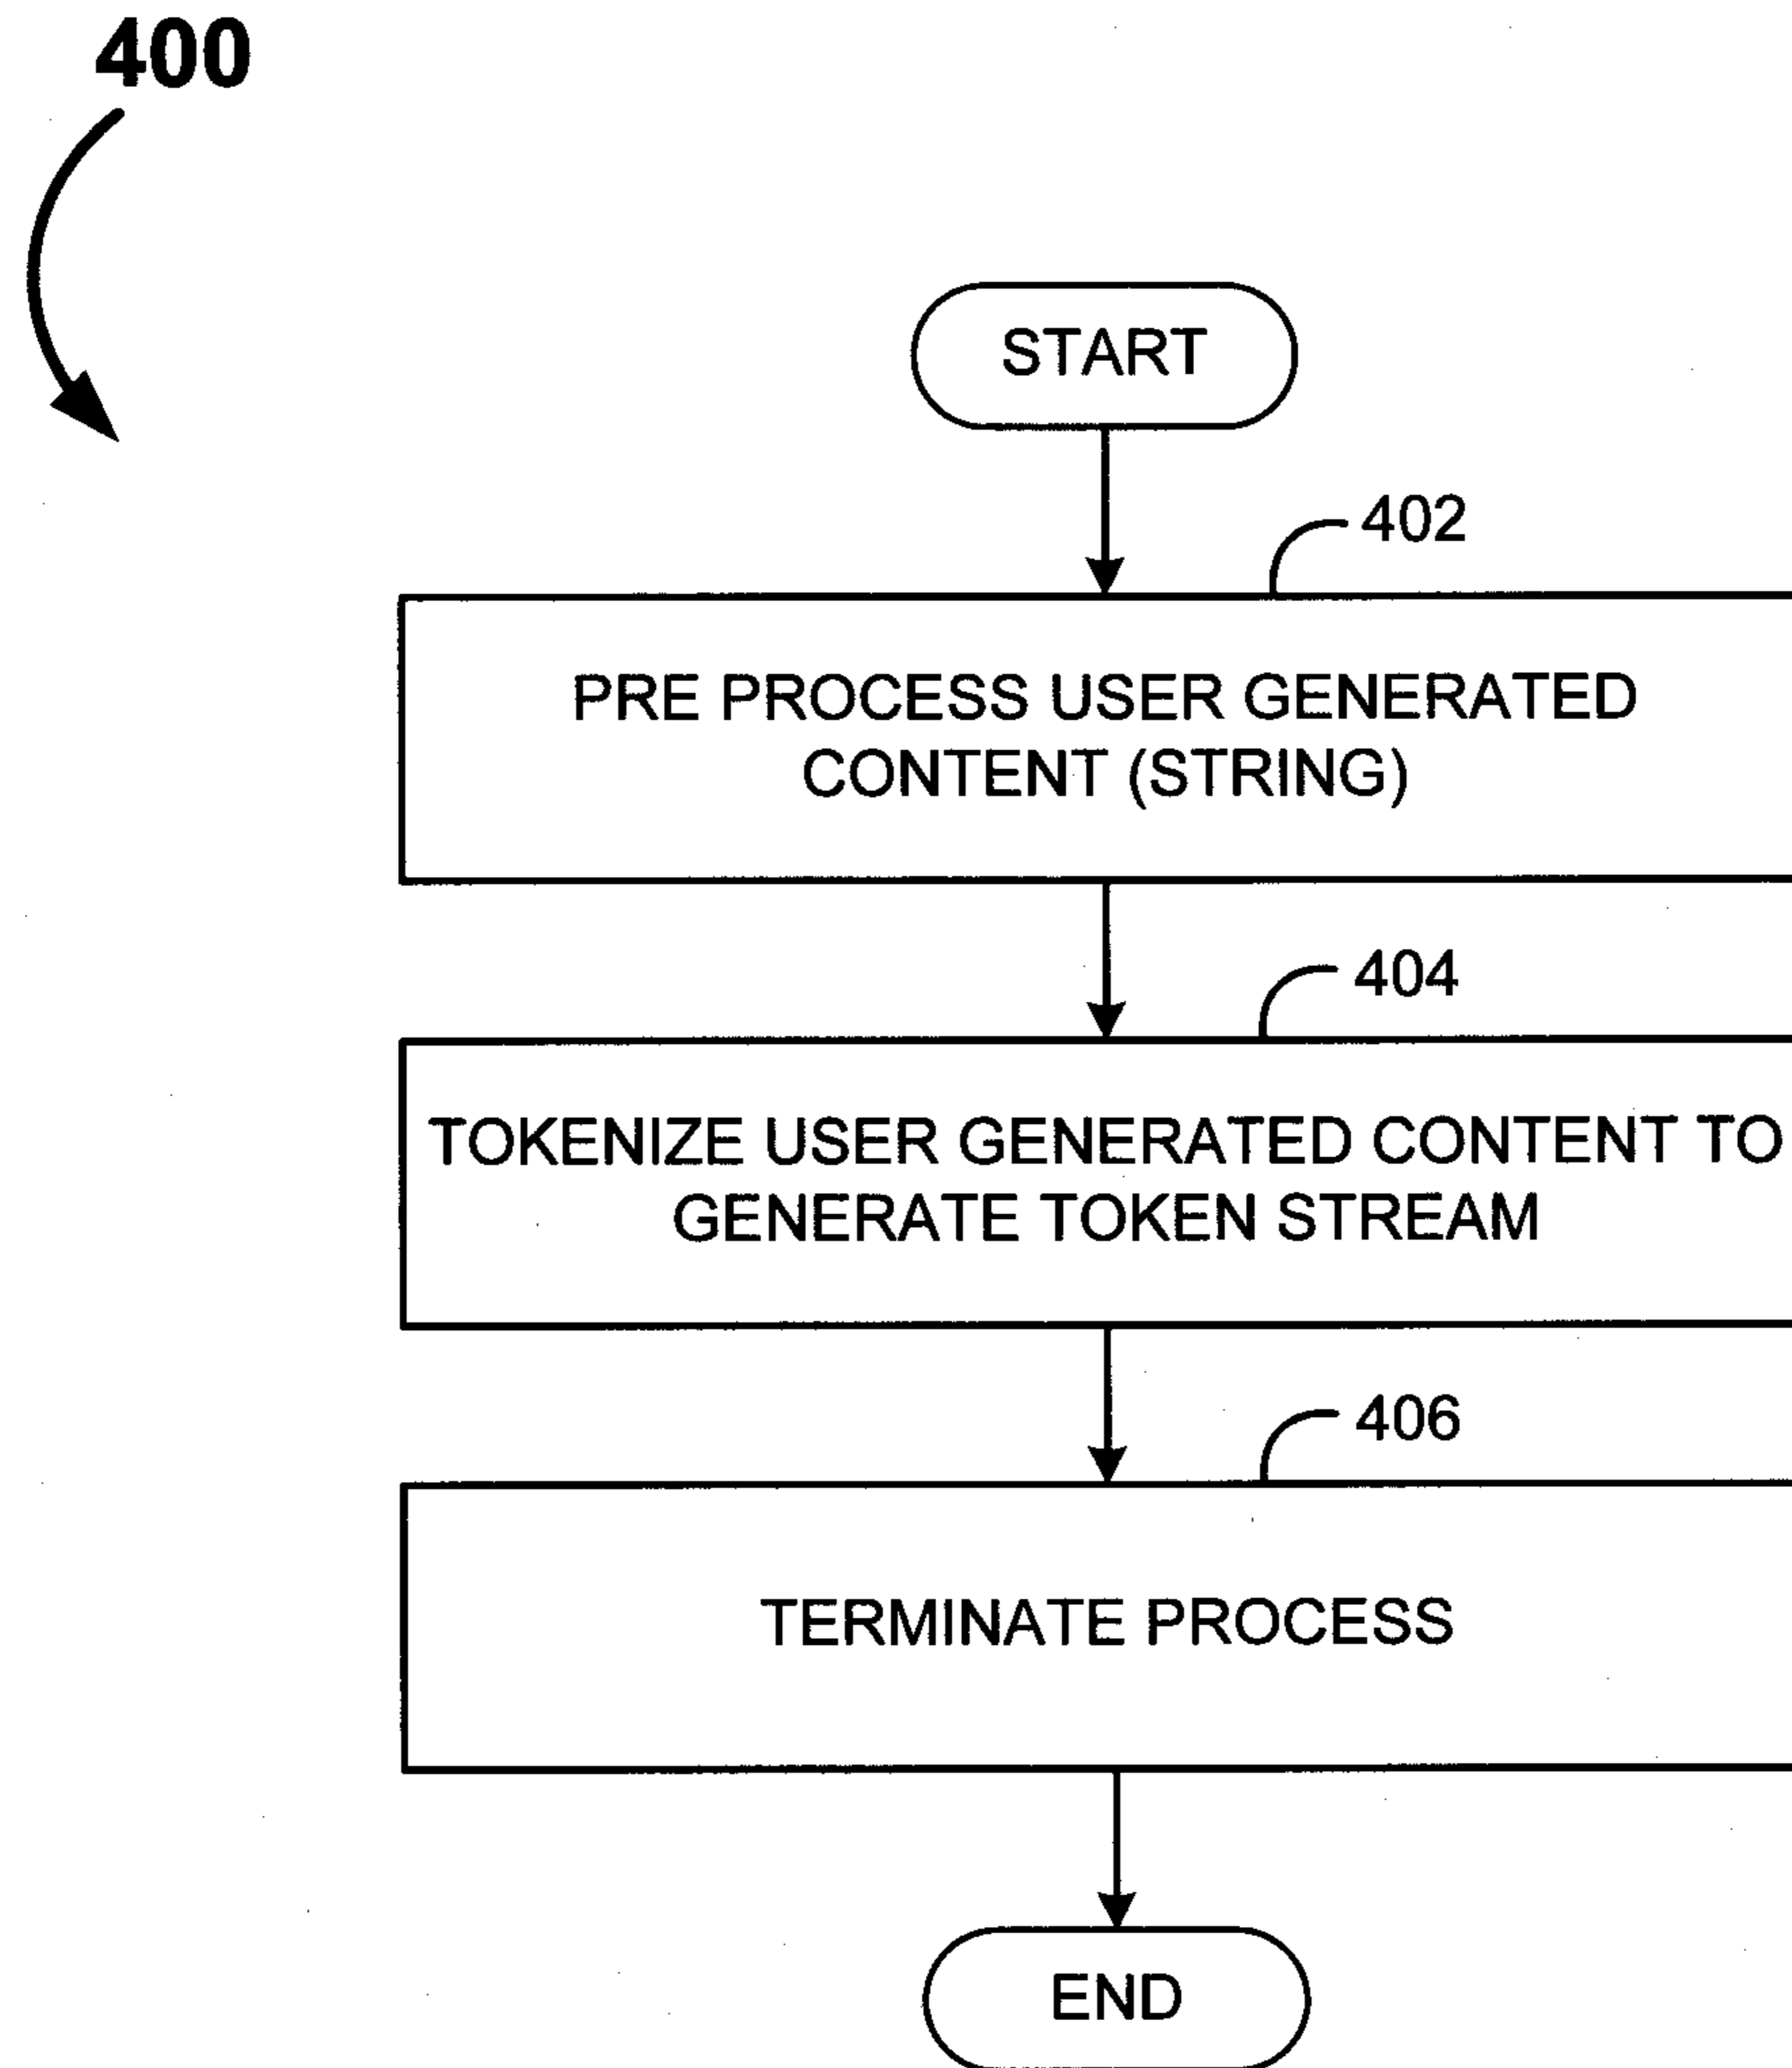 400
START
402
PRE PROCESS USER GENERATED
CONTENT (STRING)
404
TOKENIZE USER GENERATED CONTENT TO
GENERATE TOKEN STREAM
406
TERMINATE PROCESS
END